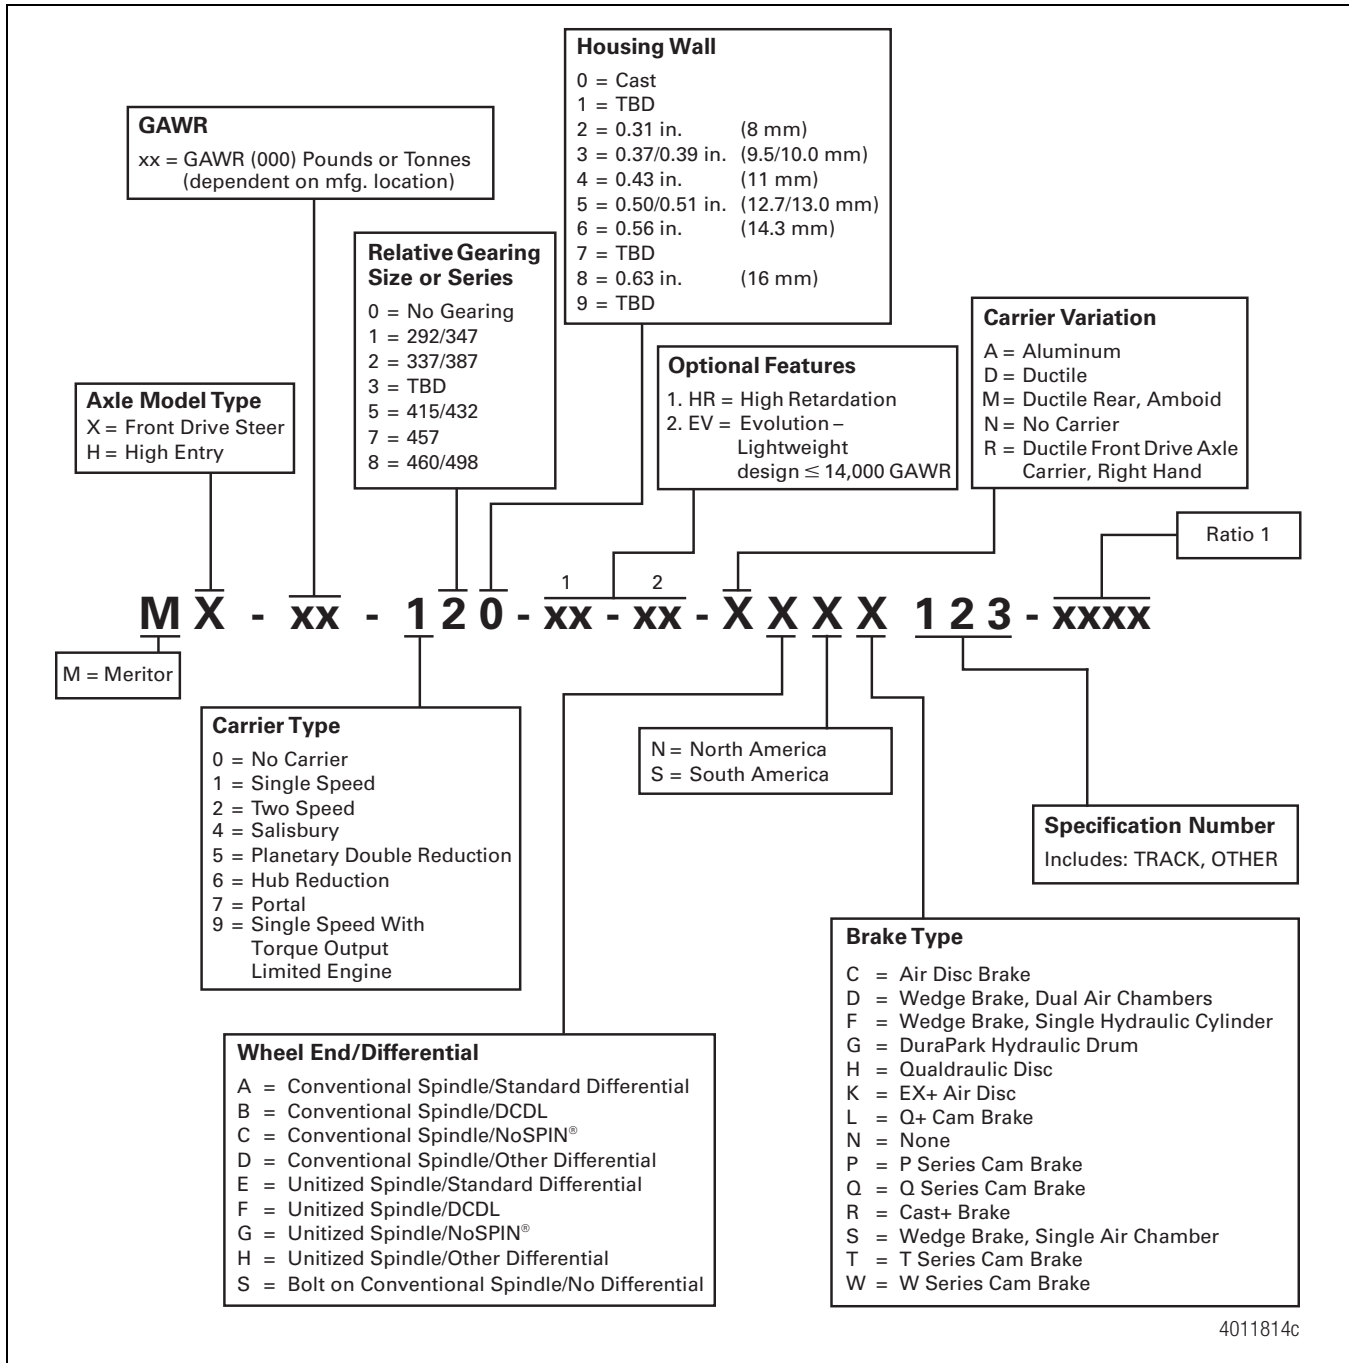 Housing Wall
0 = Cast
1 = TBD
2 = 0.31 in. (8 mm)
3 = 0.37/0.39 in. (9.5/10.0 mm)
4 = 0.43 in. (11 mm)
5 = 0.50/0.51 in. (12.7/13.0 mm)
6 = 0.56 in. (14.3 mm)
7 = TBD
8 = 0.63 in. (16 mm)
9 = TBD
GAWR
xx = GAWR (000) Pounds or Tonnes
(dependent on mfg. location)
Relative Gearing
Size or Series
0 = No Gearing
1 = 292/347
2 = 337/387
3 = TBD
5 = 415/432
7 = 457
8 = 460/498
Carrier Variation
A = Aluminum
D = Ductile
M = Ductile Rear, Amboid
N = No Carrier
R = Ductile Front Drive Axle
Carrier, Right Hand
Optional Features
1. HR = High Retardation
2. EV = Evolution –
Lightweight
design ≤ 14,000 GAWR
Axle Model Type
X = Front Drive Steer
H = High Entry
Ratio 1
1 2
M X - xx - 1 2 0 - xx - xx - X X X X 1 2 3 - xxxx
M = Meritor
Carrier Type
0 = No Carrier
1 = Single Speed
2 = Two Speed
4 = Salisbury
5 = Planetary Double Reduction
6 = Hub Reduction
7 = Portal
9 = Single Speed With
Torque Output
Limited Engine
N = North America
S = South America
Specification Number
Includes: TRACK, OTHER
Wheel End/Differential
A = Conventional Spindle/Standard Differential
B = Conventional Spindle/DCDL
C = Conventional Spindle/NoSPIN®
D = Conventional Spindle/Other Differential
E = Unitized Spindle/Standard Differential
F = Unitized Spindle/DCDL
G = Unitized Spindle/NoSPIN®
H = Unitized Spindle/Other Differential
S = Bolt on Conventional Spindle/No Differential
Brake Type
C = Air Disc Brake
D = Wedge Brake, Dual Air Chambers
F = Wedge Brake, Single Hydraulic Cylinder
G = DuraPark Hydraulic Drum
H = Qualdraulic Disc
K = EX+ Air Disc
L = Q+ Cam Brake
N = None
P = P Series Cam Brake
Q = Q Series Cam Brake
R = Cast+ Brake
S = Wedge Brake, Single Air Chamber
T = T Series Cam Brake
W = W Series Cam Brake
4011814c